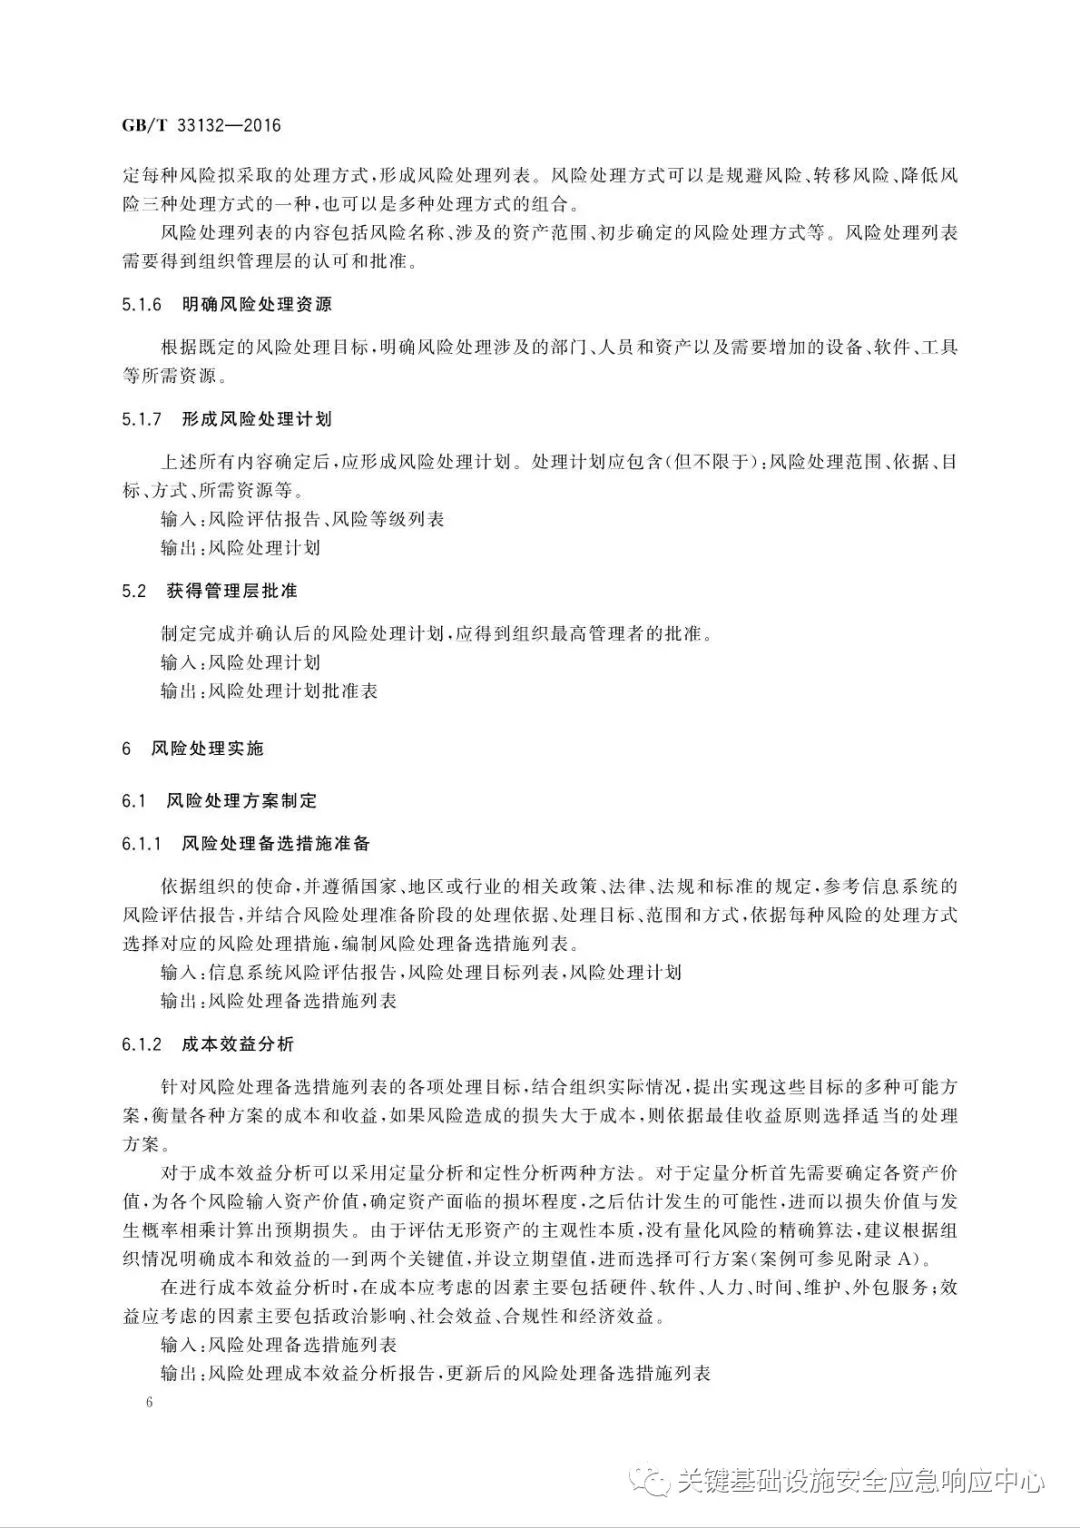 GB/T 33132—2016
定每种风险拟采取的处理方式,形成风险处理列表。风险处理方式可以是规避风险、转移风险、降低风
险三种处理方式的一种,也可以是多种处理方式的组合。
风险处理列表的内容包括风险名称、涉及的资产范围、初步确定的风险处理方式等。风险处理列表
需要得到组织管理层的认可和批准。
5.1.6 明确风险处理资源
根据既定的风险处理目标,明确风险处理涉及的部门、人员和资产以及需要增加的设备、软件、工具
等所需资源。
5.1.7 形成风险处理计划
上述所有内容确定后,应形成风险处理计划。处理计划应包含(但不限于):风险处理范围、依据、目
标、方式、所需资源等。
输入:风险评估报告、风险等级列表
输出:风险处理计划
5.2 获得管理层批准
制定完成并确认后的风险处理计划,应得到组织最高管理者的批准。
输入:风险处理计划
输出:风险处理计划批准表
6 风险处理实施
6.1 风险处理方案制定
6.1.1 风险处理备选措施准备
依据组织的使命,并遵循国家、地区或行业的相关政策、法律、法规和标准的规定,参考信息系统的
风险评估报告,并结合风险处理准备阶段的处理依据、处理目标、范围和方式,依据每种风险的处理方式
选择对应的风险处理措施,编制风险处理备选措施列表。
输入:信息系统风险评估报告,风险处理目标列表,风险处理计划
输出:风险处理备选措施列表
6.1.2 成本效益分析
针对风险处理备选措施列表的各项处理目标,结合组织实际情况,提出实现这些目标的多种可能方
案,衡量各种方案的成本和收益,如果风险造成的损失大于成本,则依据最佳收益原则选择适当的处理
方案。
对于成本效益分析可以采用定量分析和定性分析两种方法。对于定量分析首先需要确定各资产价
值,为各个风险输入资产价值,确定资产面临的损坏程度,之后估计发生的可能性,进而以损失价值与发
生概率相乘计算出预期损失。由于评估无形资产的主观性本质,没有量化风险的精确算法,建议根据组
织情况明确成本和效益的一到两个关键值,并设立期望值,进而选择可行方案(案例可参见附录 A)。
在进行成本效益分析时,在成本应考虑的因素主要包括硬件、软件、人力、时间、维护、外包服务;效
益应考虑的因素主要包括政治影响、社会效益、合规性和经济效益。
输入:风险处理备选措施列表
输出:风险处理成本效益分析报告,更新后的风险处理备选措施列表
6
关键基础设施安全应急响应中心